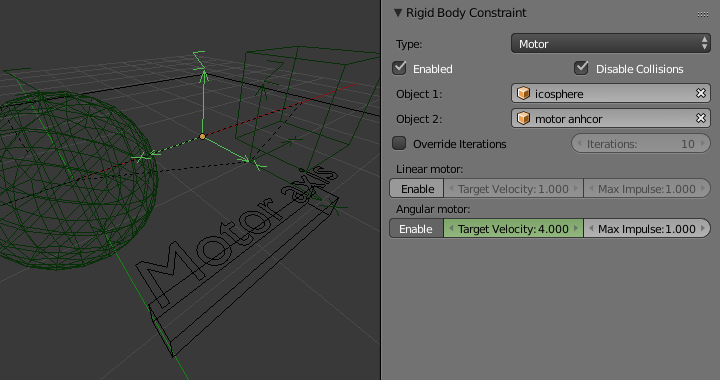 Motor axis
Rigid Body Constraint
Type: Motor
Enabled Disable Collisions
Object 1: icosphere
Object 2: motor anhcor
Override Iterations Iterations: 10
Linear motor:
Enable Target Velocity: 1.000 Max Impulse: 1.000
Angular motor:
Enable Target Velocity: 4.000 Max Impulse: 1.000